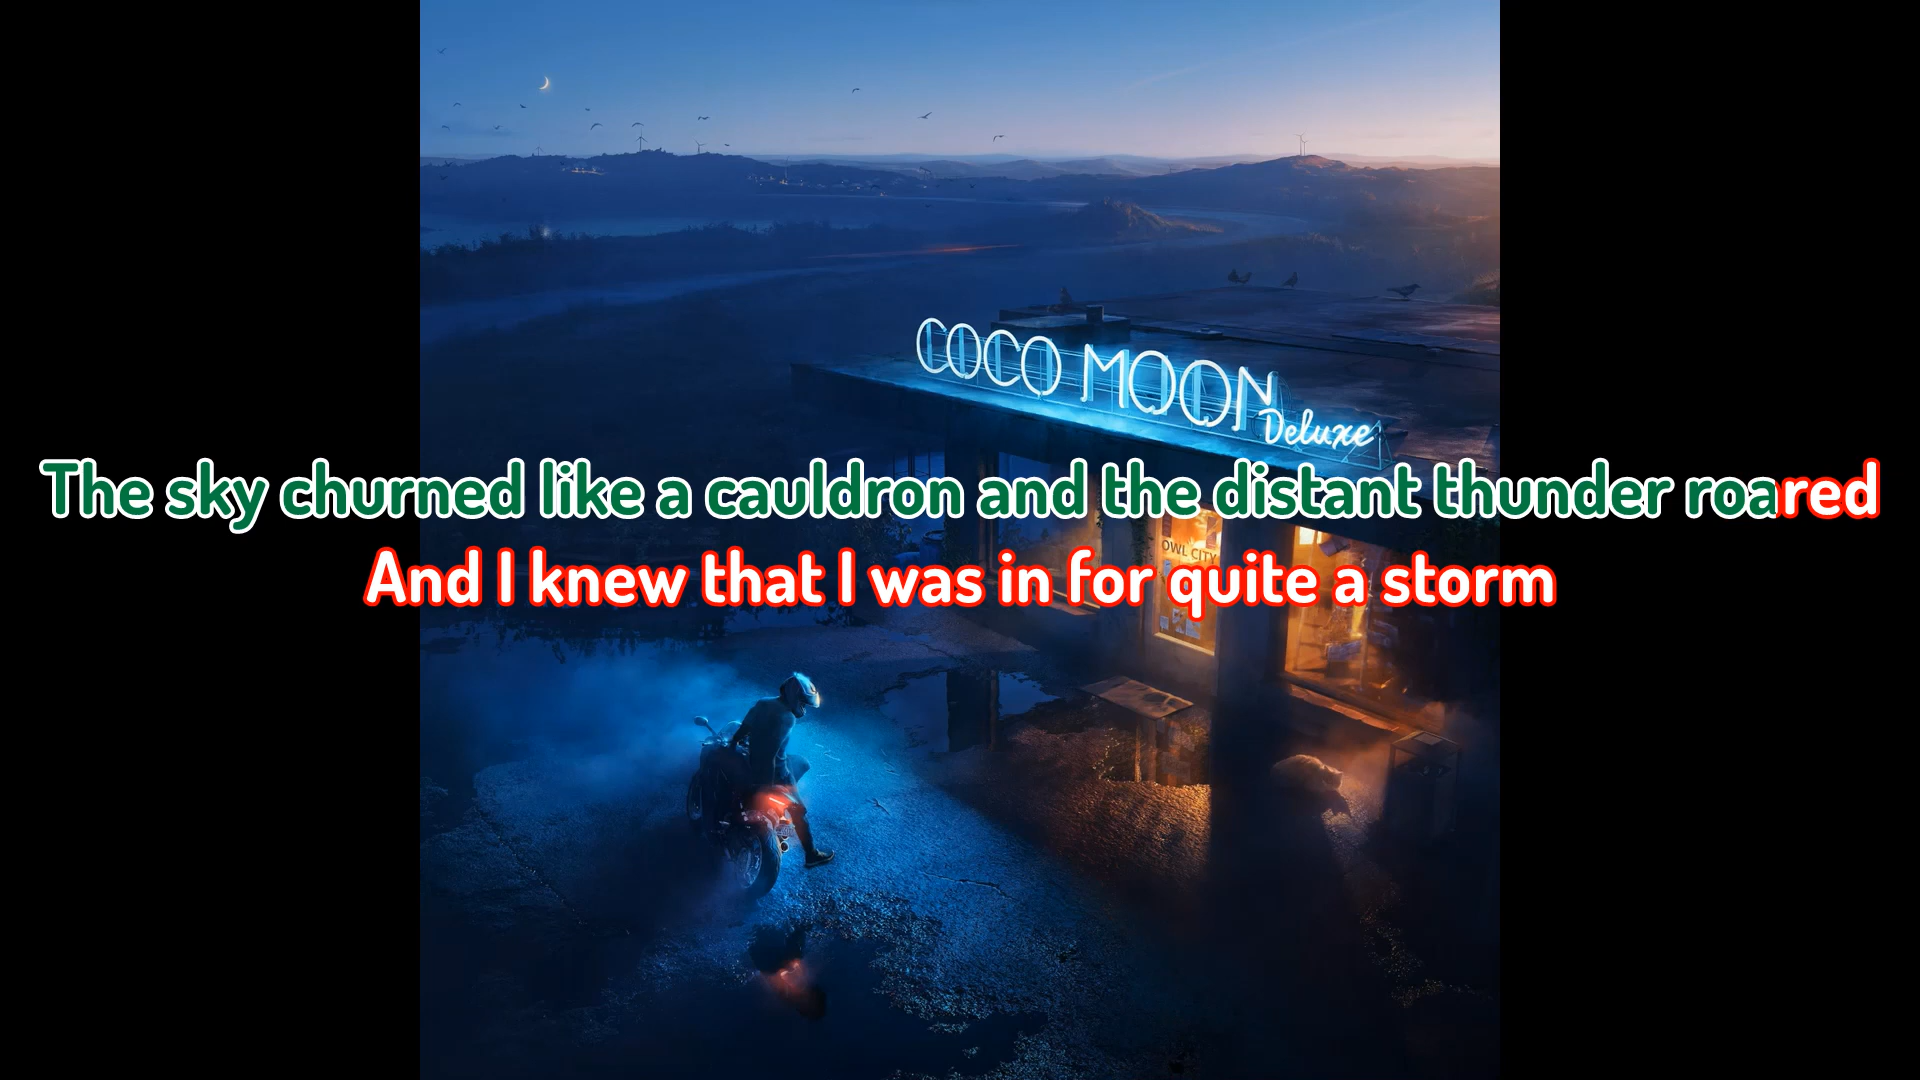 COCO MOON
Deluxe
The sky churned like a cauldron and the distant thunder roared
OWL CITY
And I knew that I was in for quite a storm